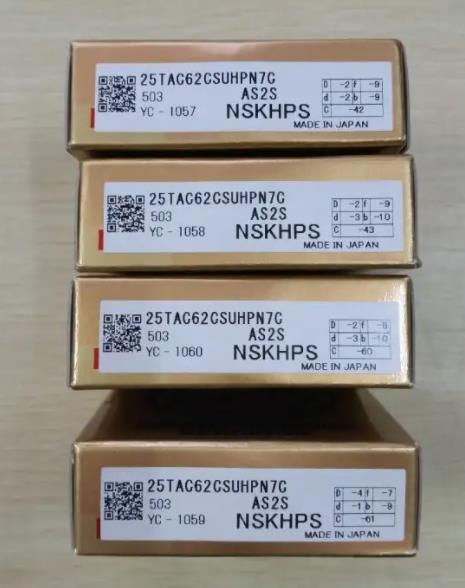 25TAC62CSUHPN7C
503 AS2S
YC - 1057 NSKHPS
MADE IN JAPAN
D -2 f -9
d -2 b -9
C -42
25TAC62CSUHPN7C
503 AS2S
YC - 1058 NSKHPS
MADE IN JAPAN
D -2 f -9
d -3 b -10
C -43
25TAC62CSUHPN7C
503 AS2S
YC - 1060 NSKHPS
MADE IN JAPAN
D -2 f
d -3 b -10
C -60
25TAC62CSUHPN7C
503 AS2S
YC - 1059 NSKHPS
MADE IN JAPAN
D -4 f -7
d -1 b -9
C -61